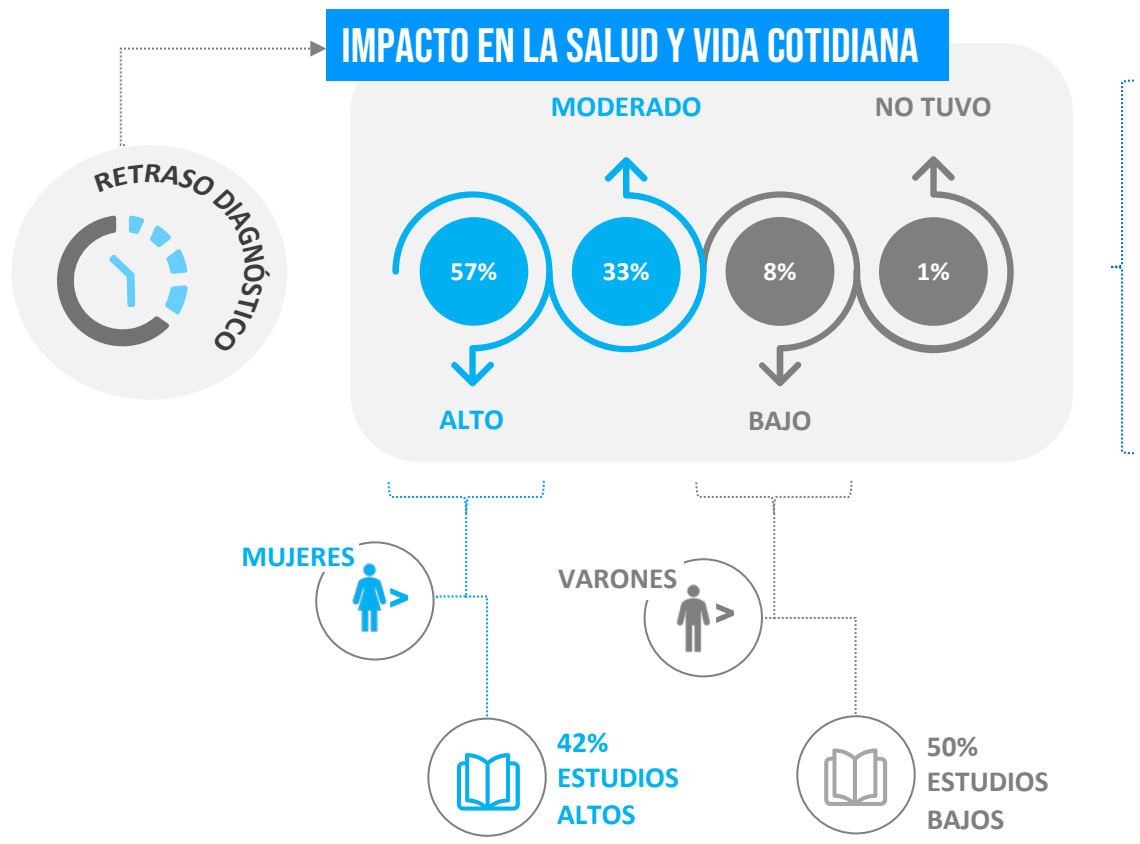 IMPACTO EN LA SALUD Y VIDA COTIDIANA
RETRASO DIAGNÓSTICO
MODERADO
NO TUVO
57%
33%
8%
1%
ALTO
BAJO
MUJERES
>
VARONES
>
42%
ESTUDIOS
ALTOS
50%
ESTUDIOS
BAJOS